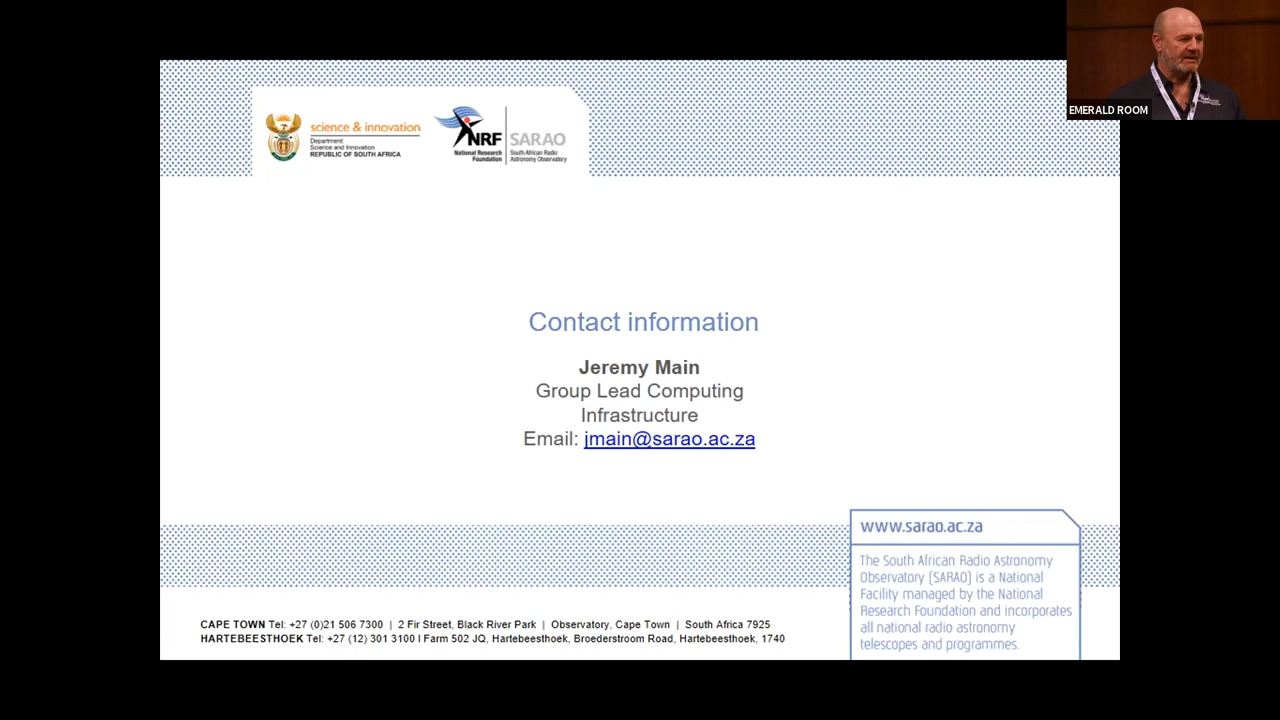 EMERALD ROOM
science & innovation
Department:
Science and Innovation
REPUBLIC OF SOUTH AFRICA
NRF
National Research
Foundation
SARAO
South African Radio
Astronomy Observatory
Contact information
Jeremy Main
Group Lead Computing
Infrastructure
Email: jmain@sarao.ac.za
www.sarao.ac.za
The South African Radio Astronomy
Observatory (SARAO) is a National
Facility managed by the National
Research Foundation and incorporates
all national radio astronomy
telescopes and programmes.
CAPE TOWN Tel: +27 (0)21 506 7300 | 2 Fir Street, Black River Park | Observatory, Cape Town | South Africa 7925
HARTEBEESTHOEK Tel: +27 (12) 301 3100 I Farm 502 JQ, Hartebeesthoek, Broederstroom Road, Hartebeesthoek, 1740